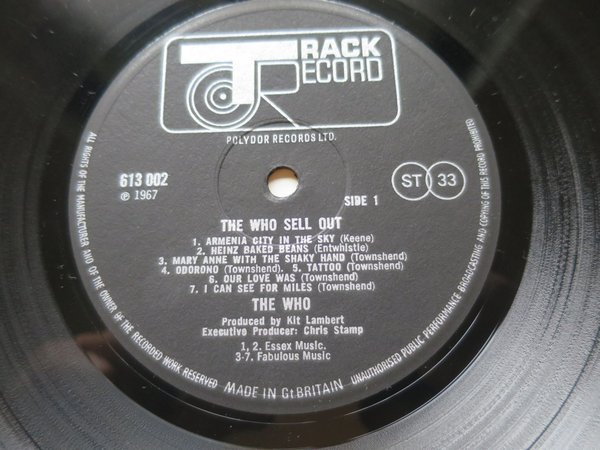 TRACK
RECORD
POLYDOR RECORDS LTD.
613 002
℗ 1967
SIDE 1
ST 33
THE WHO SELL OUT
1. ARMENIA CITY IN THE SKY (Keene)
2. HEINZ BAKED BEANS (Entwhistle)
3. MARY ANNE WITH THE SHAKY HAND (Townshend)
4. ODORONO (Townshend). 5. TATTOO (Townshend)
6. OUR LOVE WAS (Townshend)
7. I CAN SEE FOR MILES (Townshend)
THE WHO
Produced by Kit Lambert
Executive Producer: Chris Stamp
1, 2. Essex Music.
3-7. Fabulous Music
ALL RIGHTS OF THE MANUFACTURER AND OF THE OWNER OF THE RECORDED WORK RESERVED
MADE IN Gt BRITAIN
UNAUTHORISED PUBLIC PERFORMANCE BROADCASTING AND COPYING OF THIS RECORD PROHIBITED